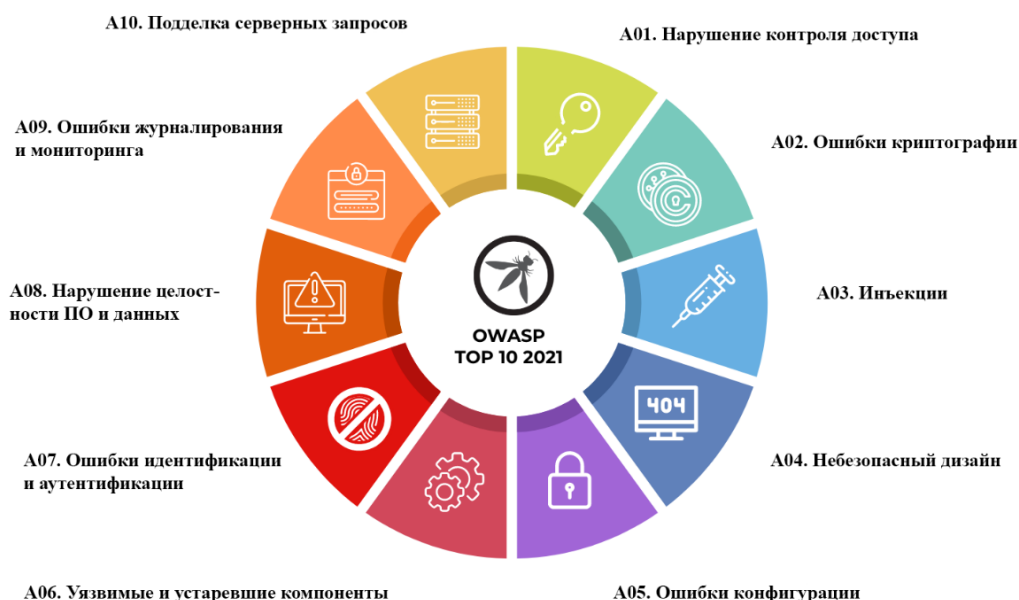 A10. Подделка серверных запросов
A01. Нарушение контроля доступа
A09. Ошибки журналирования
и мониторинга
A02. Ошибки криптографии
A08. Нарушение целост-
ности ПО и данных
A03. Инъекции
OWASP
TOP 10 2021
404
A07. Ошибки идентификации
и аутентификации
A04. Небезопасный дизайн
A06. Уязвимые и устаревшие компоненты
A05. Ошибки конфигурации